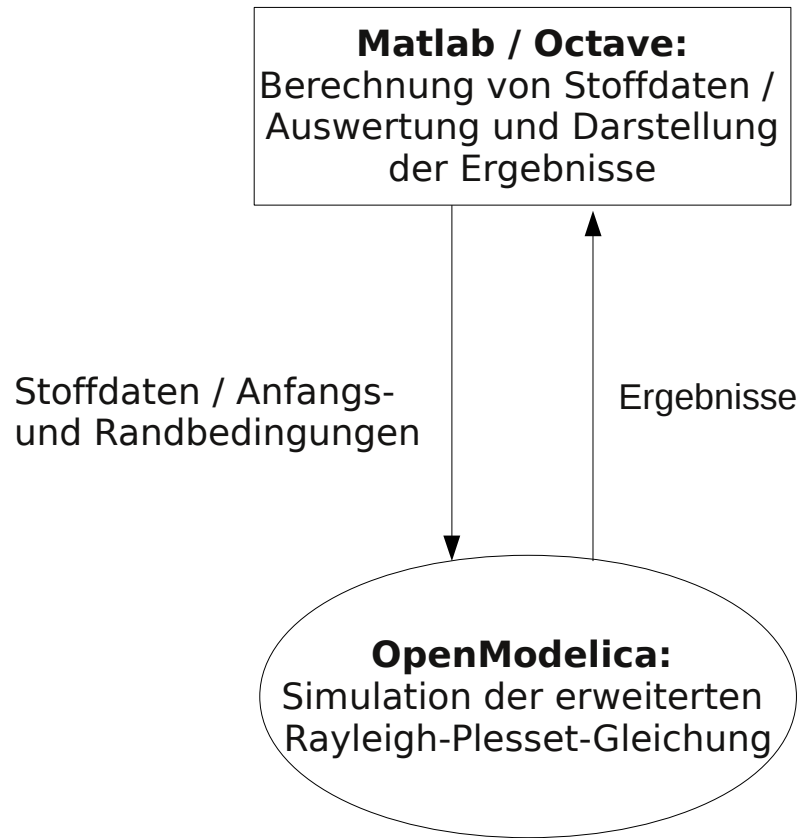 Matlab / Octave:
Berechnung von Stoffdaten /
Auswertung und Darstellung
der Ergebnisse
Stoffdaten / Anfangs-
und Randbedingungen
Ergebnisse
OpenModelica:
Simulation der erweiterten
Rayleigh-Plesset-Gleichung